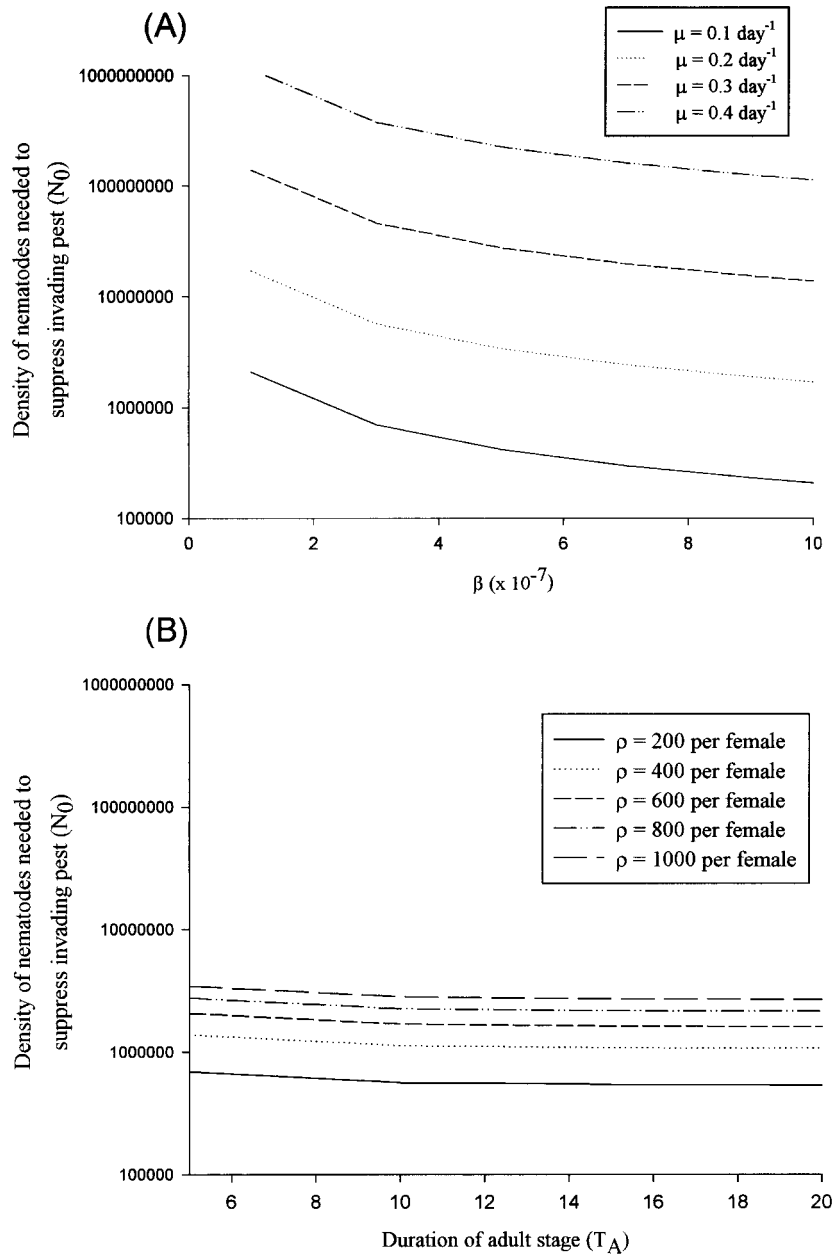 (A)
μ = 0.1 day-1
μ = 0.2 day-1
μ = 0.3 day-1
μ = 0.4 day-1
Density of nematodes needed to
suppress invading pest (N0)
1000000000
100000000
10000000
1000000
100000
0 2 4 6 8 10
β (x 10-7)
(B)
ρ = 200 per female
ρ = 400 per female
ρ = 600 per female
ρ = 800 per female
ρ = 1000 per female
Density of nematodes needed to
suppress invading pest (N0)
1000000000
100000000
10000000
1000000
100000
6 8 10 12 14 16 18 20
Duration of adult stage (TA)